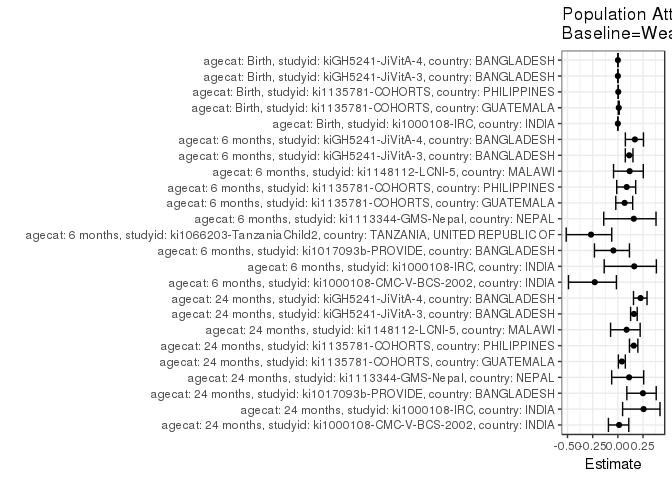 Population Att
Baseline=Wea
agecat: Birth, studyid: kiGH5241-JiVitA-4, country: BANGLADESH
agecat: Birth, studyid: kiGH5241-JiVitA-3, country: BANGLADESH
agecat: Birth, studyid: ki1135781-COHORTS, country: PHILIPPINES
agecat: Birth, studyid: ki1135781-COHORTS, country: GUATEMALA
agecat: Birth, studyid: ki1000108-IRC, country: INDIA
agecat: 6 months, studyid: kiGH5241-JiVitA-4, country: BANGLADESH
agecat: 6 months, studyid: kiGH5241-JiVitA-3, country: BANGLADESH
agecat: 6 months, studyid: ki1148112-LCNI-5, country: MALAWI
agecat: 6 months, studyid: ki1135781-COHORTS, country: PHILIPPINES
agecat: 6 months, studyid: ki1135781-COHORTS, country: GUATEMALA
agecat: 6 months, studyid: ki1113344-GMS-Nepal, country: NEPAL
agecat: 6 months, studyid: ki1066203-TanzaniaChild2, country: TANZANIA, UNITED REPUBLIC OF
agecat: 6 months, studyid: ki1017093b-PROVIDE, country: BANGLADESH
agecat: 6 months, studyid: ki1000108-IRC, country: INDIA
agecat: 6 months, studyid: ki1000108-CMC-V-BCS-2002, country: INDIA
agecat: 24 months, studyid: kiGH5241-JiVitA-4, country: BANGLADESH
agecat: 24 months, studyid: kiGH5241-JiVitA-3, country: BANGLADESH
agecat: 24 months, studyid: ki1148112-LCNI-5, country: MALAWI
agecat: 24 months, studyid: ki1135781-COHORTS, country: PHILIPPINES
agecat: 24 months, studyid: ki1135781-COHORTS, country: GUATEMALA
agecat: 24 months, studyid: ki1113344-GMS-Nepal, country: NEPAL
agecat: 24 months, studyid: ki1017093b-PROVIDE, country: BANGLADESH
agecat: 24 months, studyid: ki1000108-IRC, country: INDIA
agecat: 24 months, studyid: ki1000108-CMC-V-BCS-2002, country: INDIA
-0.50 -0.25 0.00 0.25
Estimate